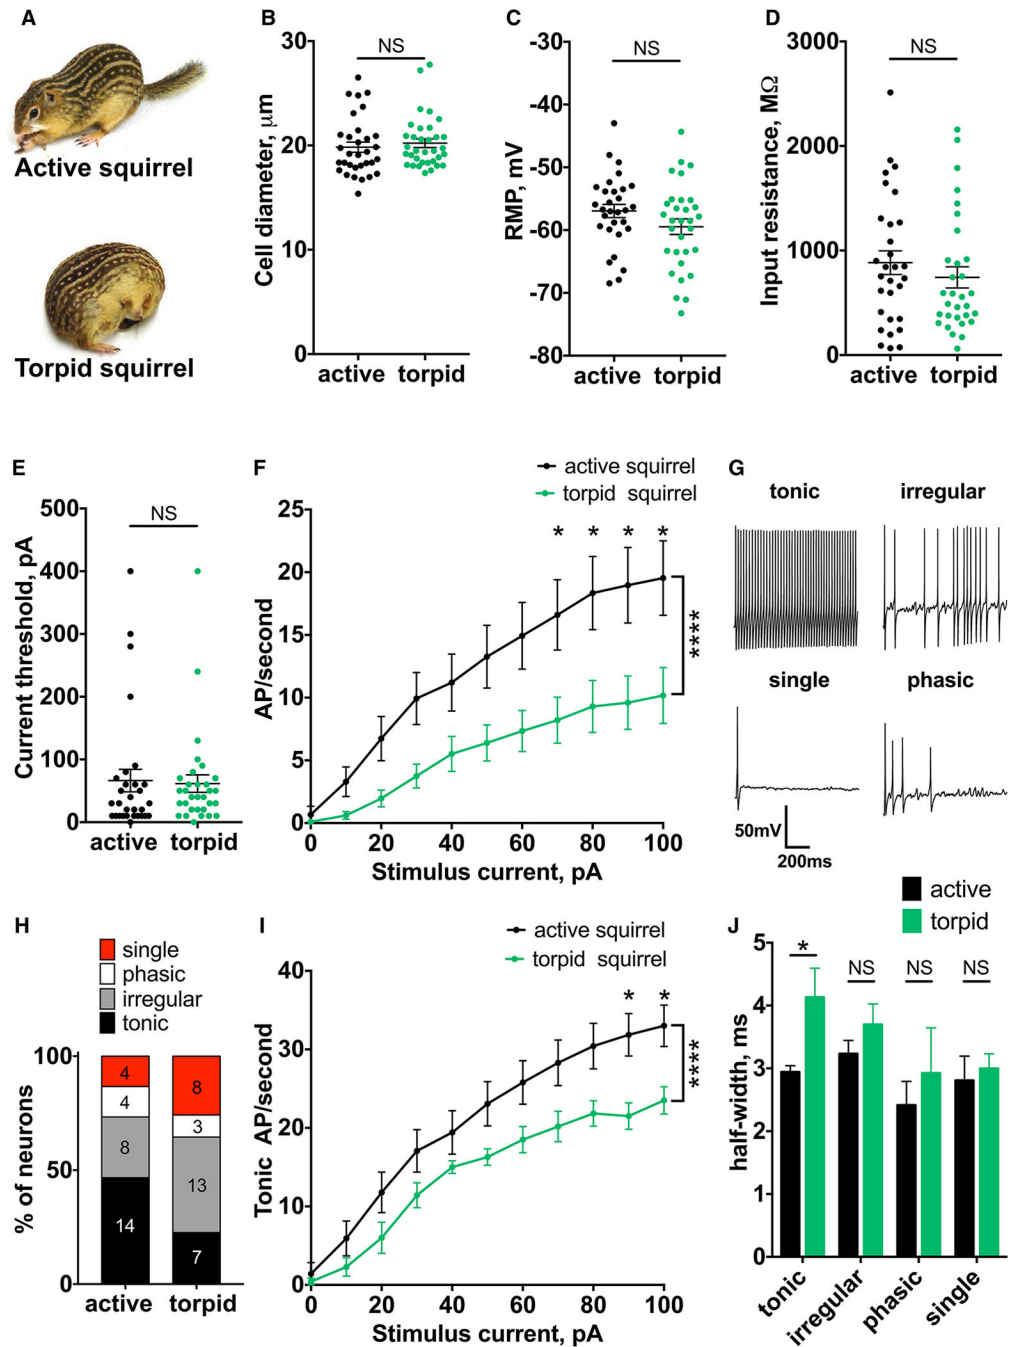 A
Active squirrel
Torpid squirrel
B
NS
Cell diameter, μm
30
20
10
0
active torpid
C
NS
RMP, mV
-30
-40
-50
-60
-70
-80
active torpid
D
NS
Input resistance, MΩ
3000
2000
1000
0
active torpid
E
NS
Current threshold, pA
500
400
300
200
100
0
active torpid
F
active squirrel
torpid squirrel
AP/second
25
20
15
10
5
0
* * * *
****
0 20 40 60 80 100
Stimulus current, pA
G
tonic
irregular
single
phasic
50mV
200ms
H
single
phasic
irregular
tonic
% of neurons
100
50
0
4
4
8
14
8
3
13
7
active torpid
I
active squirrel
torpid squirrel
Tonic AP/second
40
30
20
10
0
* *
****
0 20 40 60 80 100
Stimulus current, pA
active
torpid
J
half-width, ms
5
4
3
2
1
0
* NS NS NS
tonic
irregular
phasic
single